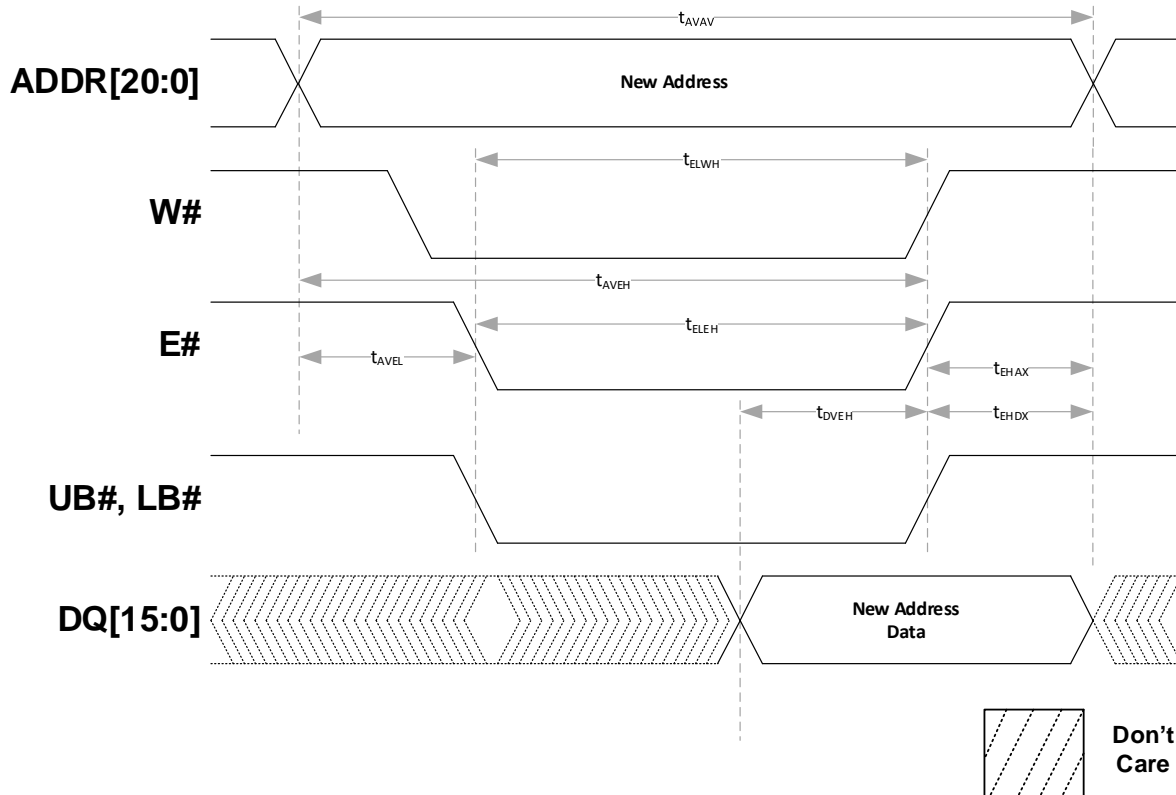 tAVAV
ADDR[20:0]
New Address
tELWH
W#
tAVEH
tELEH
E#
tAVEL
tEHAX
tDVEH
tEHDX
UB#, LB#
DQ[15:0]
New Address
Data
Don't
Care